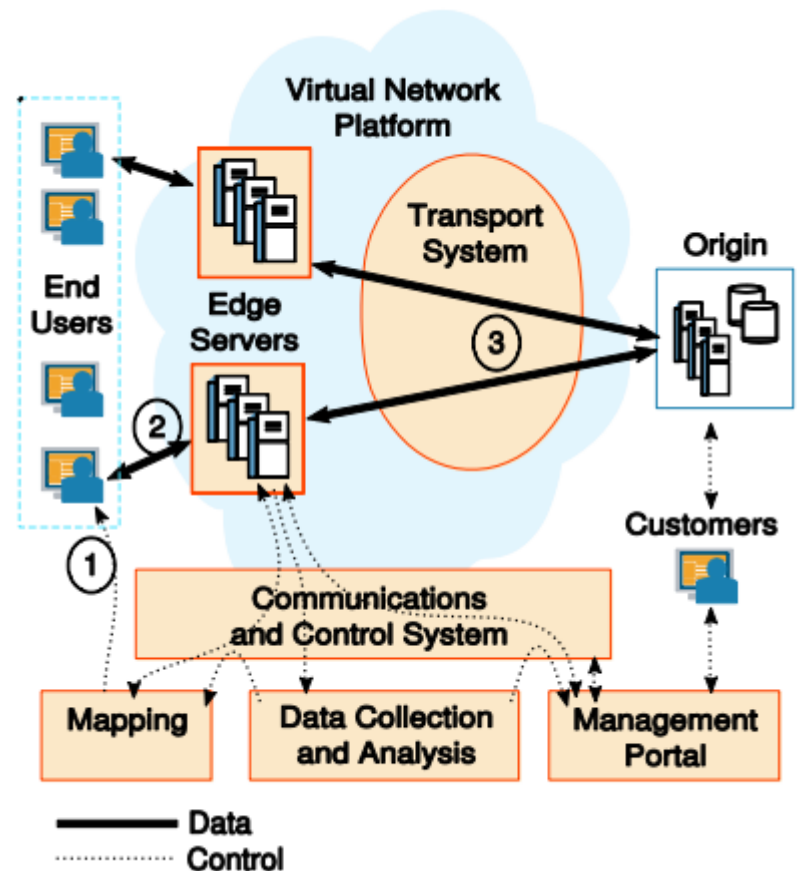 Virtual Network
Platform
Transport
System
Origin
End
Users
Edge
Servers
3
2
Customers
1
Communications
and Control System
Mapping
Data Collection
and Analysis
Management
Portal
Data
Control